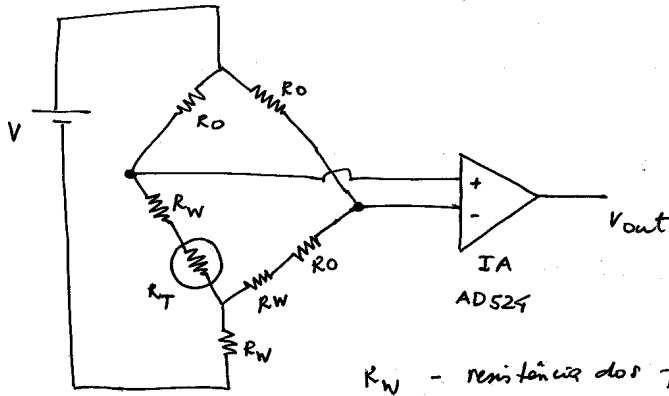 RO
RO
V
RW
+
-
Vout
RT
RW
RO
IA
AD524
RW
RW - resistência dos